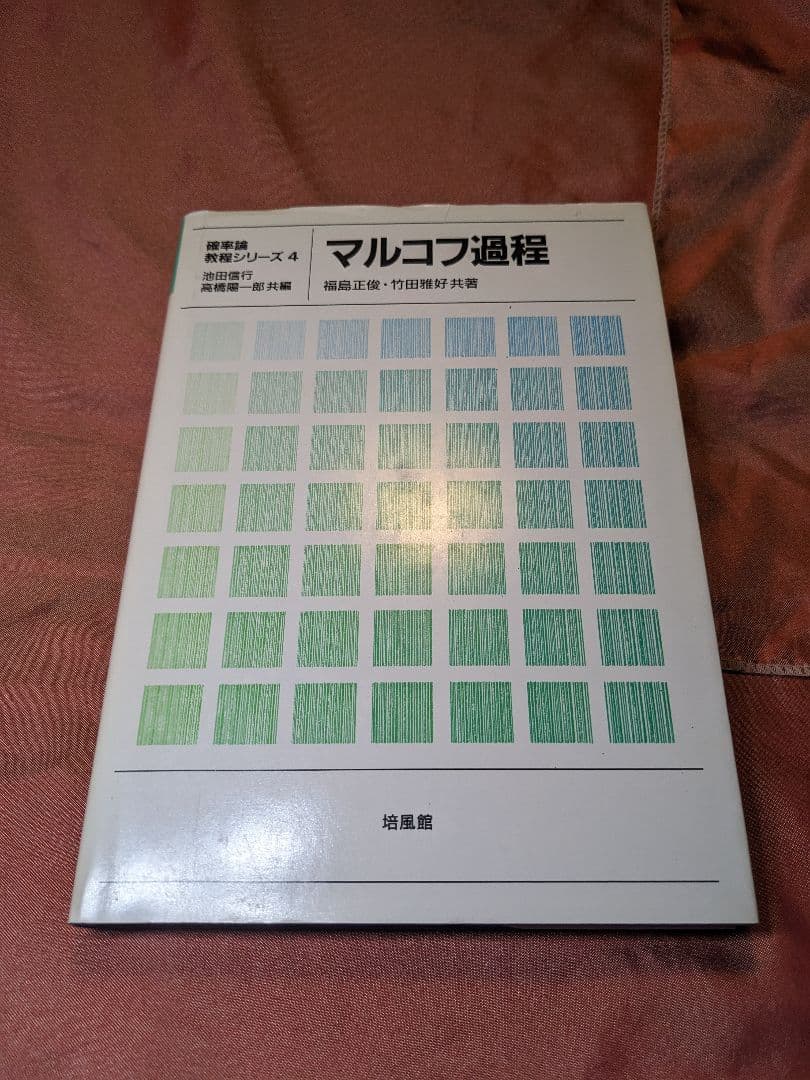 確率論
教程シリーズ 4
池田信行
高橋陽一郎 共編
マルコフ過程
福島正俊・竹田雅好 共著
培風館